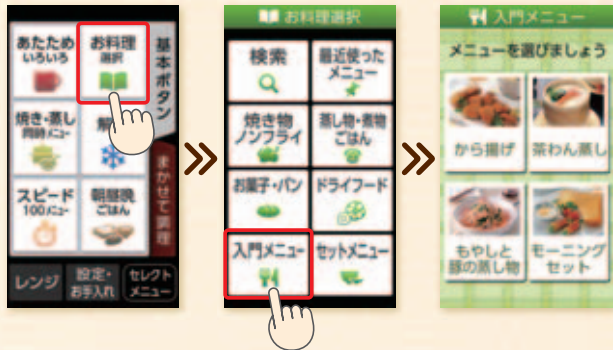 あたため
いろいろ
お料理
選択
焼き・蒸し
同時メニュー
解
スピード
100メニュー
朝昼晩
ごはん
基本ボタン
まかせて調理
レンジ
設定・
お手入れ
セレクト
メニュー
お料理選択
検索
最近使った
メニュー
焼き物
ノンフライ
蒸し物・煮物
ごはん
お菓子・パン
ドライフード
入門メニュー
セットメニュー
入門メニュー
メニューを選びましょう
から揚げ
茶わん蒸し
もやしと
豚の蒸し物
モーニング
セット